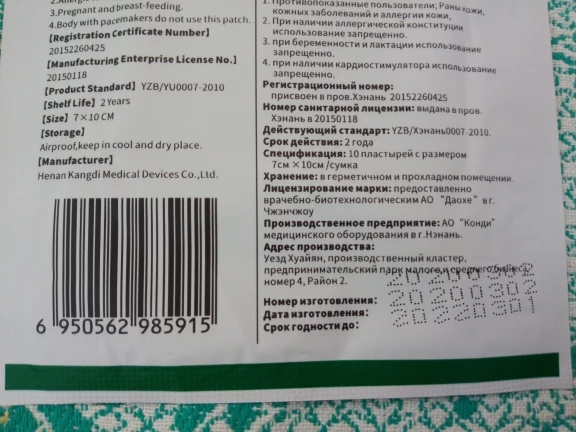 3.Pregnant and breast-feeding.
4.Body with pacemakers do not use this patch.
【Registration Certificate Number】
20152260425
【Manufacturing Enterprise License No.】
20150118
【Product Standard】 YZB/YU0007-2010
【Shelf Life】 2 Years
【Size】 7×10 CM
【Storage】
Airproof,keep in cool and dry place.
【Manufacturer】
Henan Kangdi Medical Devices Co.,Ltd.
6 950562 985915
1. Противопоказанные пользователи; Раны кожи,
кожных заболеваний и аллергии кожи,
2. При наличии аллергической конституции
использование запрещенно.
3. при беременности и лактации использование
запрещенно.
4. при наличии кардиостимулятора использование
запрещенно.
Регистрационный номер:
присвоен в пров.Хэнань 20152260425
Номер санитарной лицензии: выдана в пров.
Хэнань в 20150118
Действующий стандарт: YZB/Хэнань0007-2010.
Срок действия: 2 года
Спецификация: 10 пластырей с размером
7см ×10см /сумка
Хранение: в герметичном и прохладном помещении.
Лицензирование марки: предоставленно
врачебно-биотехнологическим АО “Даохе” в г.
Чжэнчжоу
Производственное предприятие: АО “Конди”
медицинского оборудования в г.Нэнань.
Адрес производства:
Уезд Хуайян, производственный кластер,
предпринимательский парк малого и среднего бизнеса,
номер 4, Район 2.
Номер изготовления: 20200302
Дата изготовления: 20200302
Срок годности до: 20220301